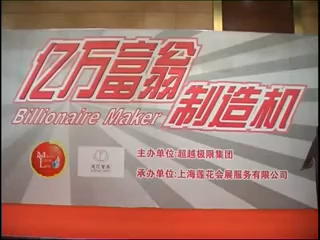 亿万富翁
Billionaire Maker
制造机
主办单位:超越极限集团
承办单位:上海莲花会展服务有限公司